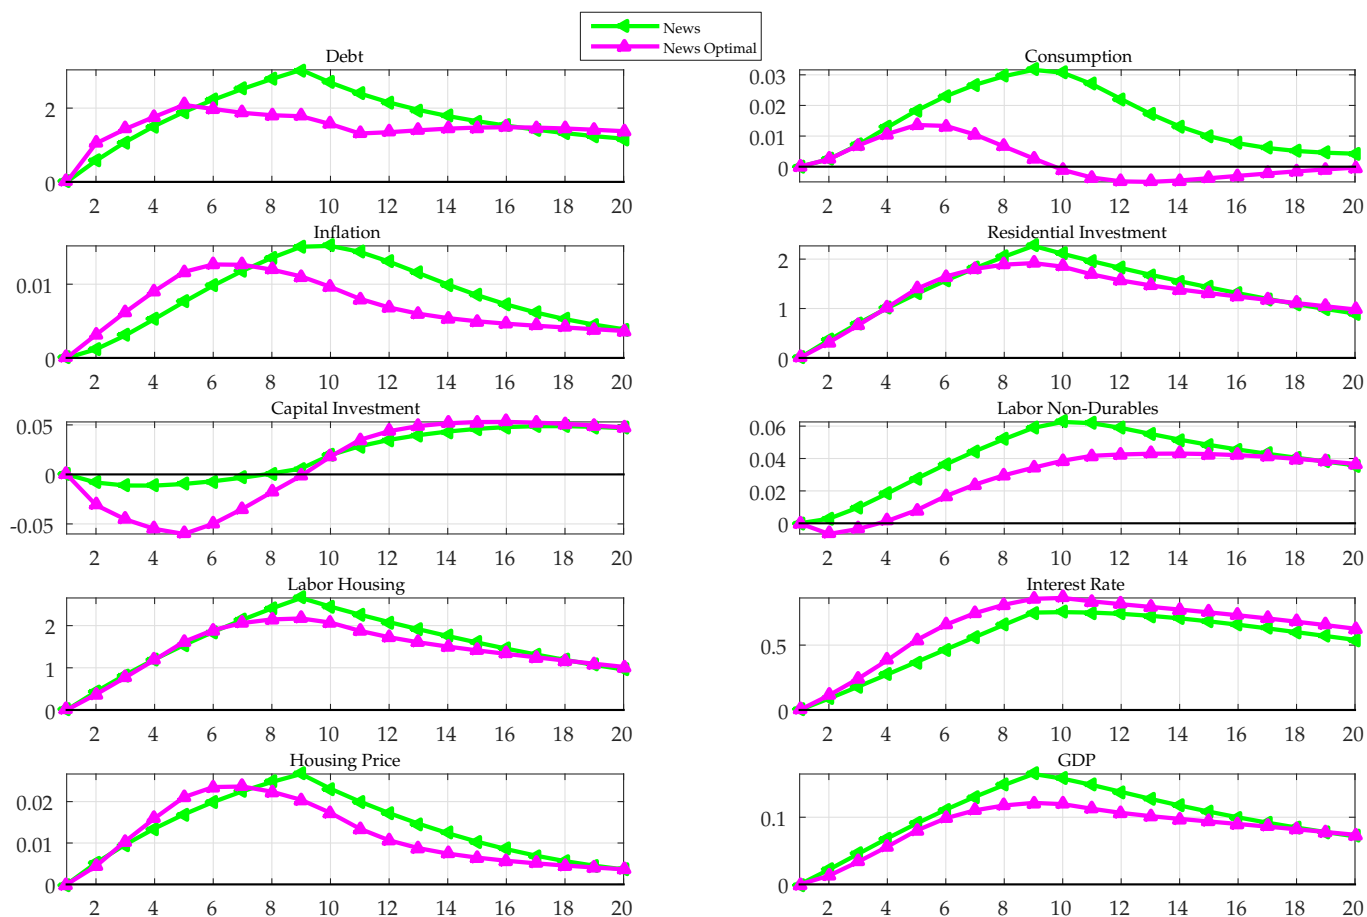 News
News Optimal
Debt
2
0
2 4 6 8 10 12 14 16 18 20
Consumption
0.03
0.02
0.01
0
2 4 6 8 10 12 14 16 18 20
Inflation
0.01
0
2 4 6 8 10 12 14 16 18 20
Residential Investment
2
1
0
2 4 6 8 10 12 14 16 18 20
Capital Investment
0.05
0
-0.05
2 4 6 8 10 12 14 16 18 20
Labor Non-Durables
0.06
0.04
0.02
0
2 4 6 8 10 12 14 16 18 20
Labor Housing
2
1
0
2 4 6 8 10 12 14 16 18 20
Interest Rate
0.5
0
2 4 6 8 10 12 14 16 18 20
Housing Price
0.02
0.01
0
2 4 6 8 10 12 14 16 18 20
GDP
0.1
0
2 4 6 8 10 12 14 16 18 20